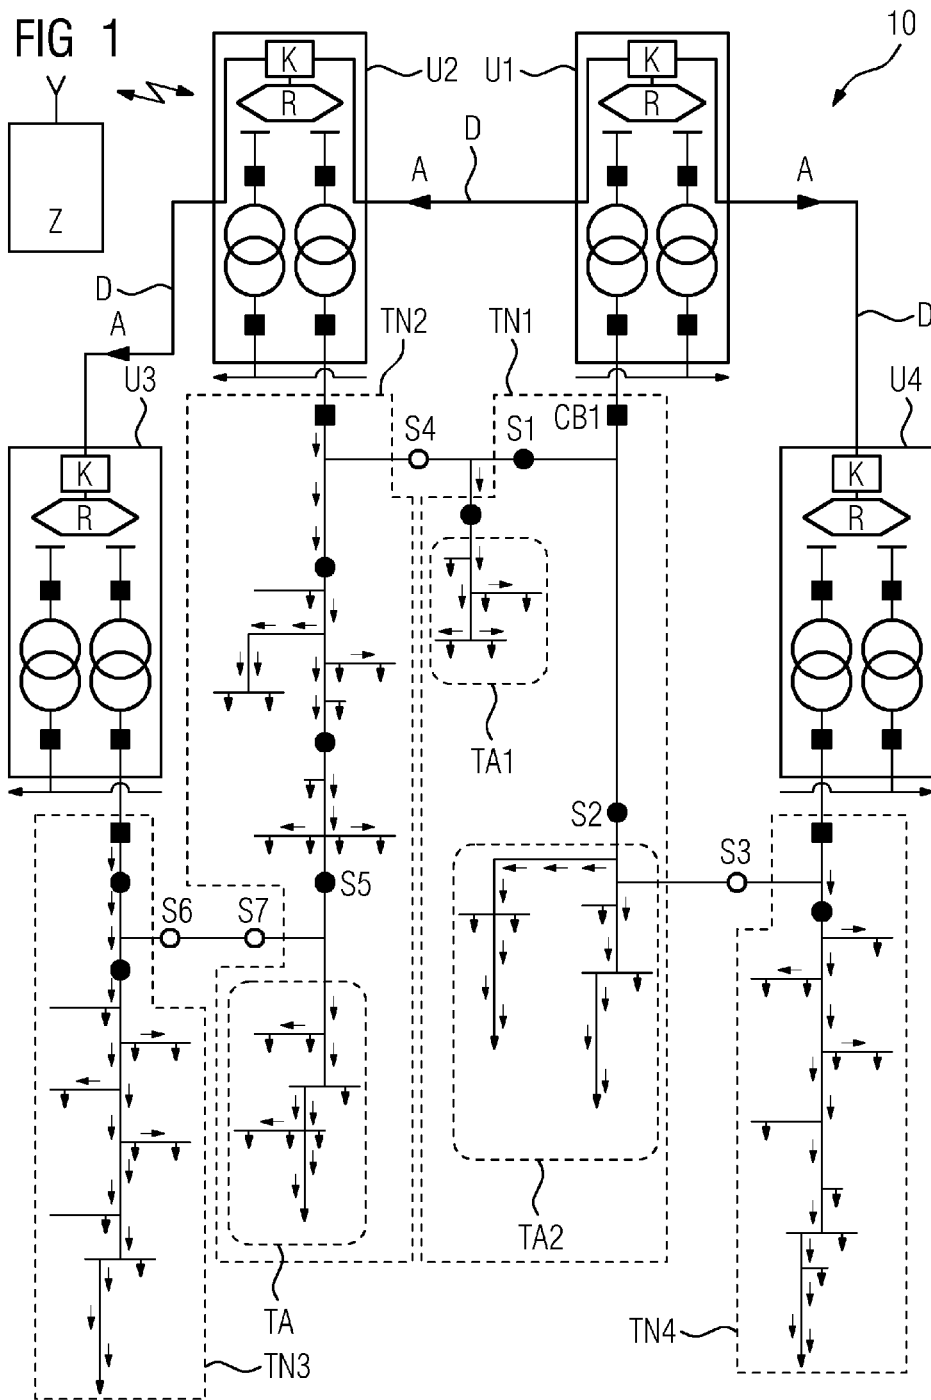 FIG 1
10
K
U2
U1
K
R
R
D
A
A
Z
D
A
TN2
TN1
D
U3
U4
CB1
S4
S1
K
R
K
R
TA1
S2
S3
S5
S6
S7
TA2
TA
TN4
TN3